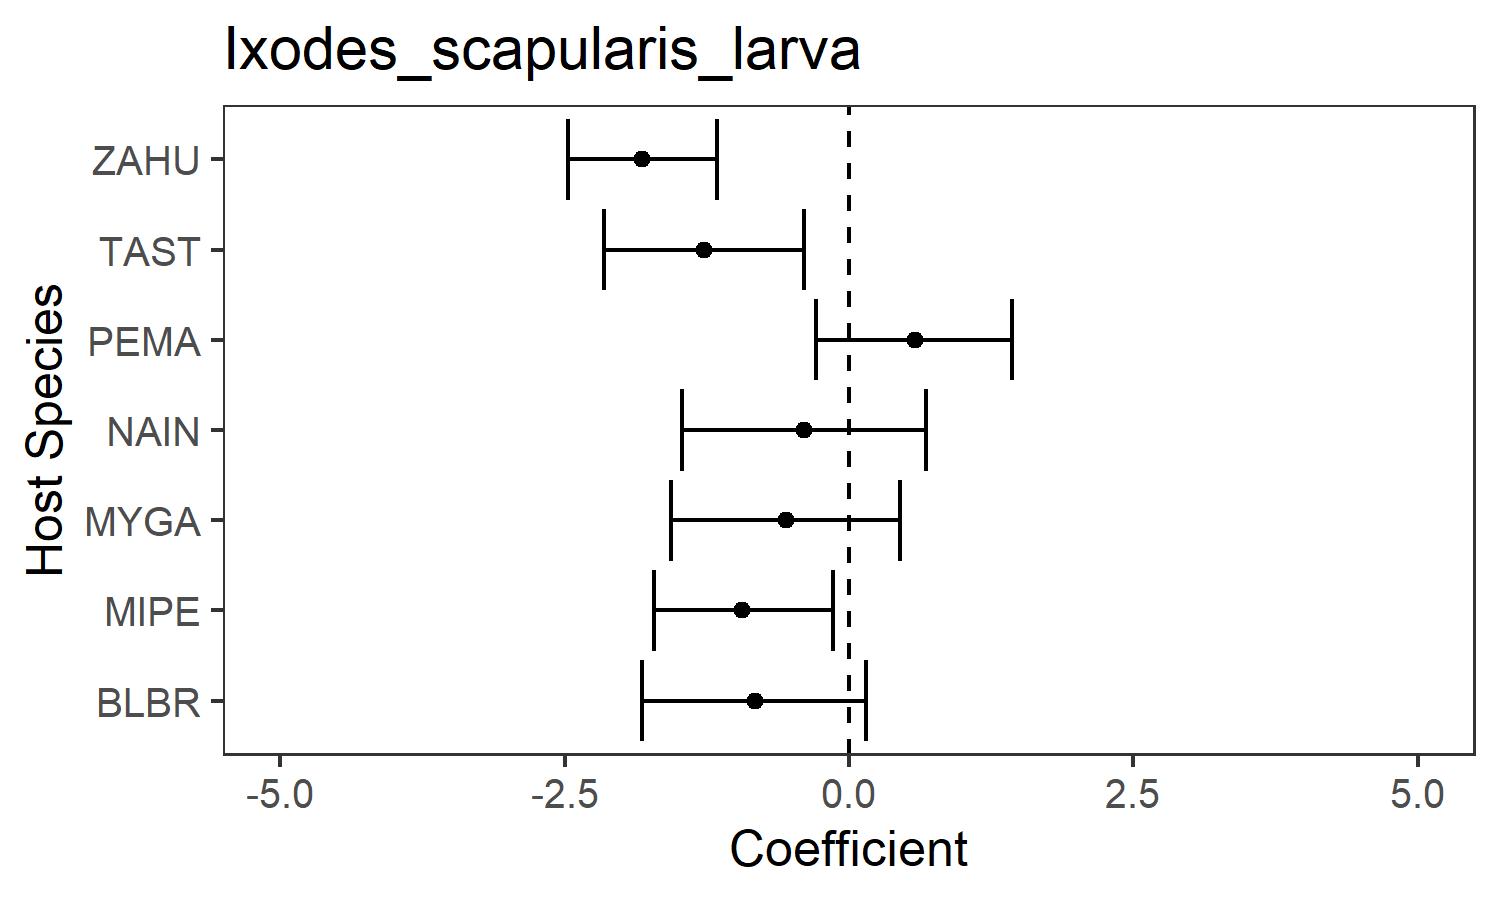 Ixodes_scapularis_larva
Host Species
ZAHU
TAST
PEMA
NAIN
MYGA
MIPE
BLBR
-5.0 -2.5 0.0 2.5 5.0
Coefficient